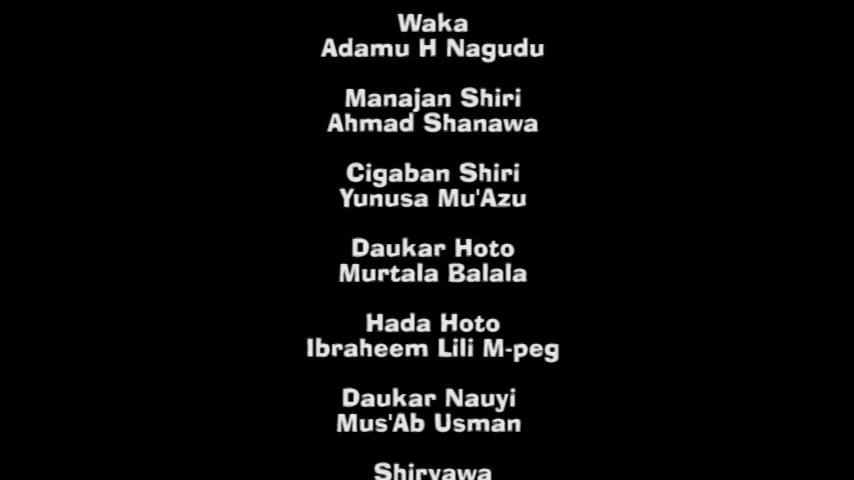 Waka
Adamu H Nagudu
Manajan Shiri
Ahmad Shanawa
Cigaban Shiri
Yunusa Mu'Azu
Daukar Hoto
Murtala Balala
Hada Hoto
Ibraheem Lili M-peg
Daukar Nauyi
Mus'Ab Usman
Shiryawa